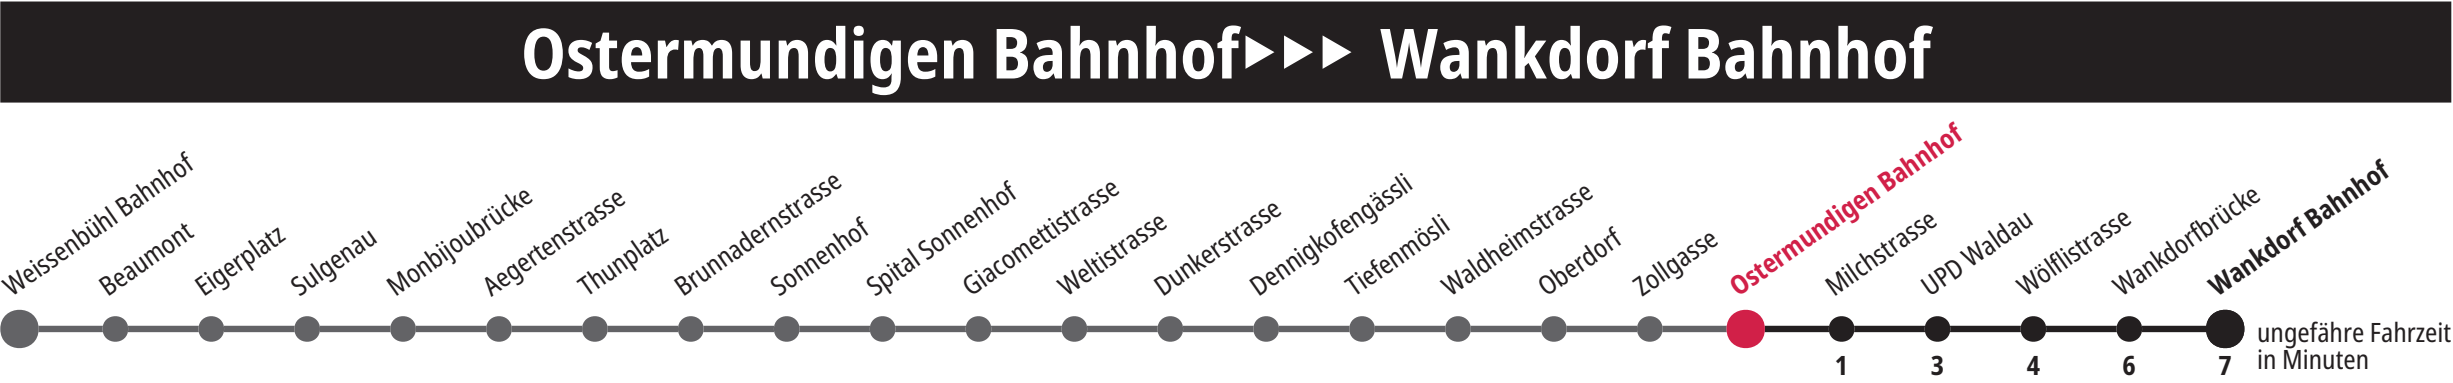 Ostermundigen Bahnhof▶▶▶ Wankdorf Bahnhof
Weissenbühl Bahnhof
Beaumont
Eigerplatz
Sulgenau
Monbijoubrücke
Aegertenstrasse
Thunplatz
Brunnadernstrasse
Sonnenhof
Spital Sonnenhof
Giacomettistrasse
Weltistrasse
Dunkerstrasse
Dennigkofengässli
Tiefenmösli
Waldheimstrasse
Oberdorf
Zollgasse
Ostermundigen Bahnhof
Milchstrasse
UPD Waldau
Wölflistrasse
Wankdorfbrücke
Wankdorf Bahnhof
1 3 4 6 7
ungefähre Fahrzeit
in Minuten